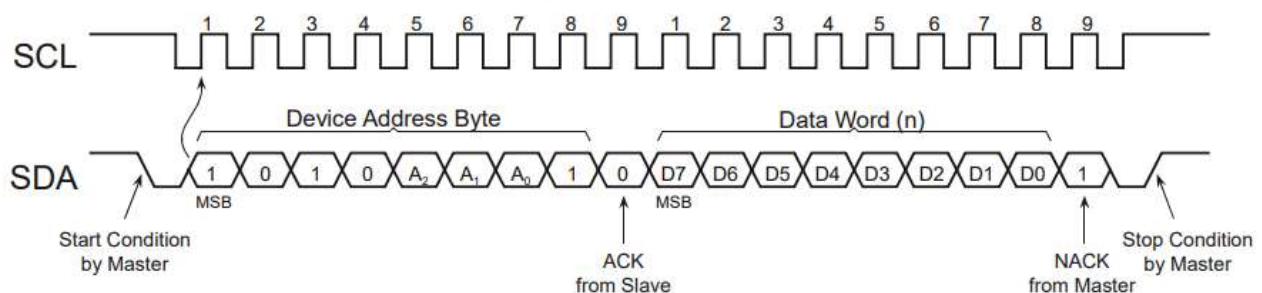 1 2 3 4 5 6 7 8 9 1 2 3 4 5 6 7 8 9
SCL
Device Address Byte Data Word (n)
SDA 1 0 1 0 A₂ A₁ A₀ 1 0 D7 D6 D5 D4 D3 D2 D1 D0 1
MSB MSB
Start Condition
by Master
ACK
from Slave
NACK
from Master
Stop Condition
by Master